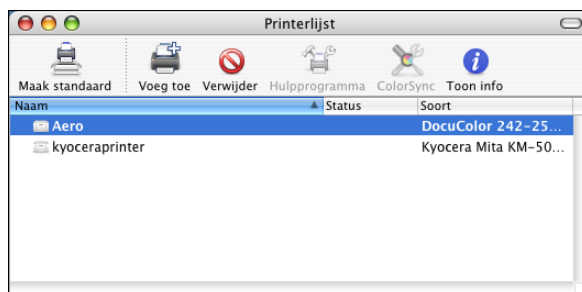 Printerlijst
Maak standaard Voeg toe Verwijder Hulpprogramma ColorSync Toon info
Naam Status Soort
Aero DocuColor 242-25...
kyoceraprinter Kyocera Mita KM-50...